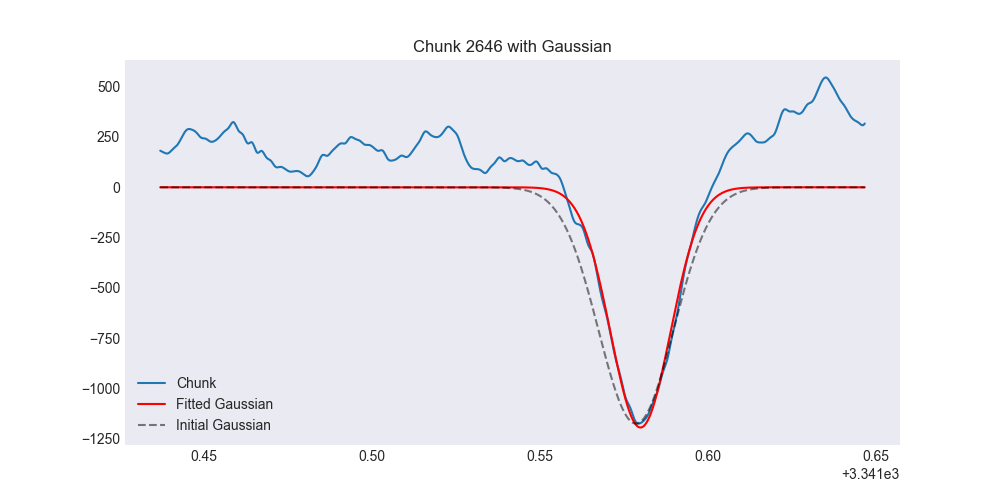 Chunk 2646 with Gaussian
500
250
0
−250
−500
−750
−1000
−1250
Chunk
Fitted Gaussian
Initial Gaussian
0.45
0.50
0.55
0.60
0.65
+3.341e3